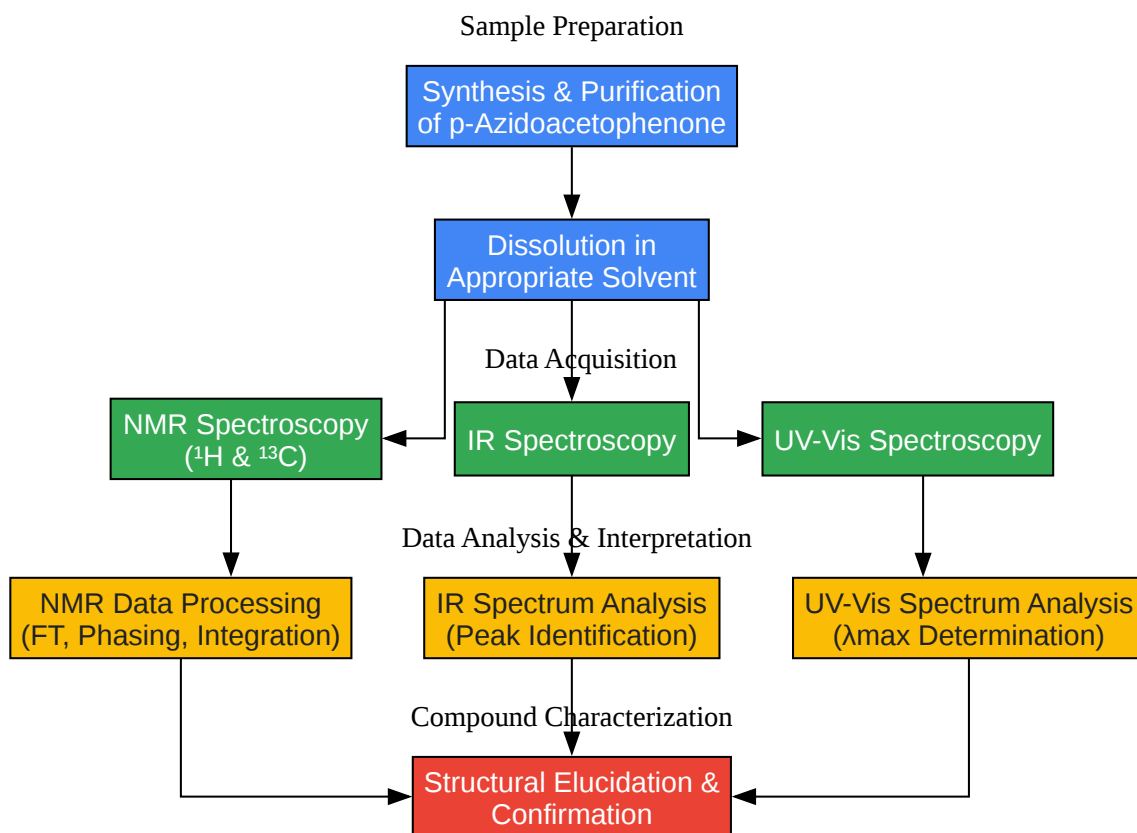 Sample Preparation
Synthesis & Purification
of p-Azidoacetophenone
Dissolution in
Appropriate Solvent
Data Acquisition
NMR Spectroscopy
(¹H & ¹³C)
IR Spectroscopy
UV-Vis Spectroscopy
Data Analysis & Interpretation
NMR Data Processing
(FT, Phasing, Integration)
IR Spectrum Analysis
(Peak Identification)
UV-Vis Spectrum Analysis
(λmax Determination)
Compound Characterization
Structural Elucidation &
Confirmation